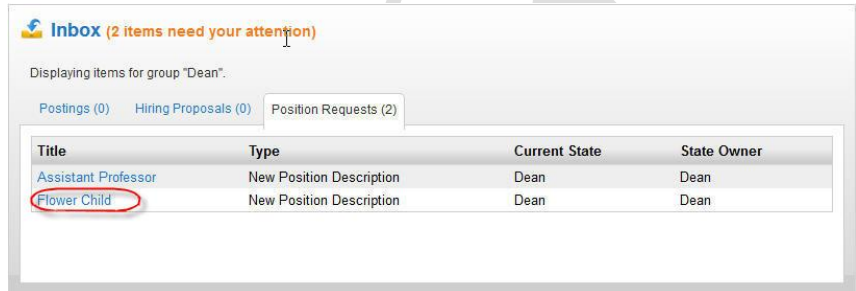 Inbox (2 items need your attention)
Displaying items for group "Dean".
Postings (0) Hiring Proposals (0) Position Requests (2)
Title Type Current State State Owner
Assistant Professor New Position Description Dean Dean
Flower Child New Position Description Dean Dean